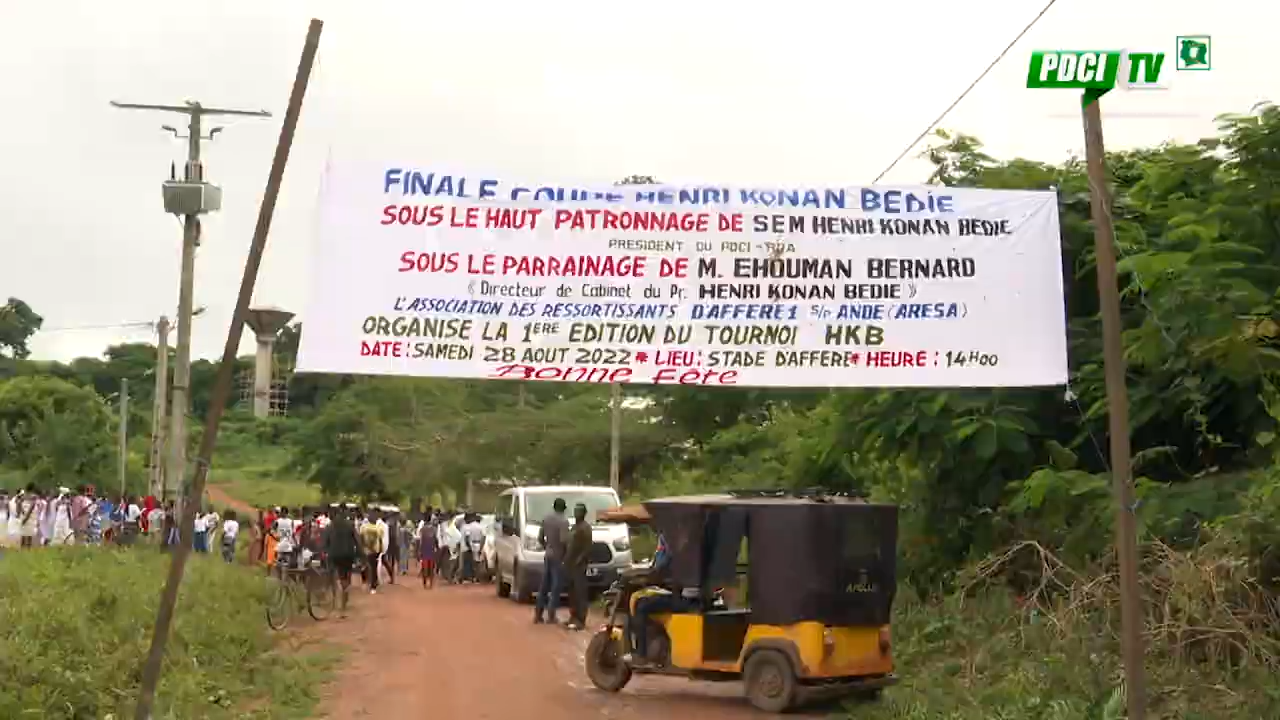 PDCI TV
FINALE COUPE HENRI KONAN BEDIE
SOUS LE HAUT PATRONNAGE DE SEM HENRI KONAN BEDIE
PRESIDENT DU PDCI-RDA
SOUS LE PARRAINAGE DE M. EHOUMAN BERNARD
《 Directeur de Cabinet du Pr. HENRI KONAN BEDIE 》
L'ASSOCIATION DES RESSORTISSANTS D'AFFERE 1 S/P ANDE (ARESA)
ORGANISE LA 1ERE EDITION DU TOURNOI HKB
DATE: SAMEDI 28 AOUT 2022 * LIEU: STADE D'AFFERE * HEURE : 14H00
Bonne Fête
APOLLO